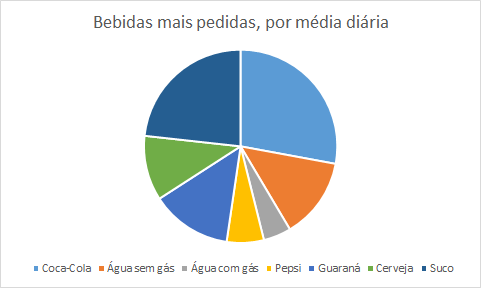 Bebidas mais pedidas, por média diária
Coca-Cola Água sem gás Água com gás Pepsi Guaraná Cerveja Suco